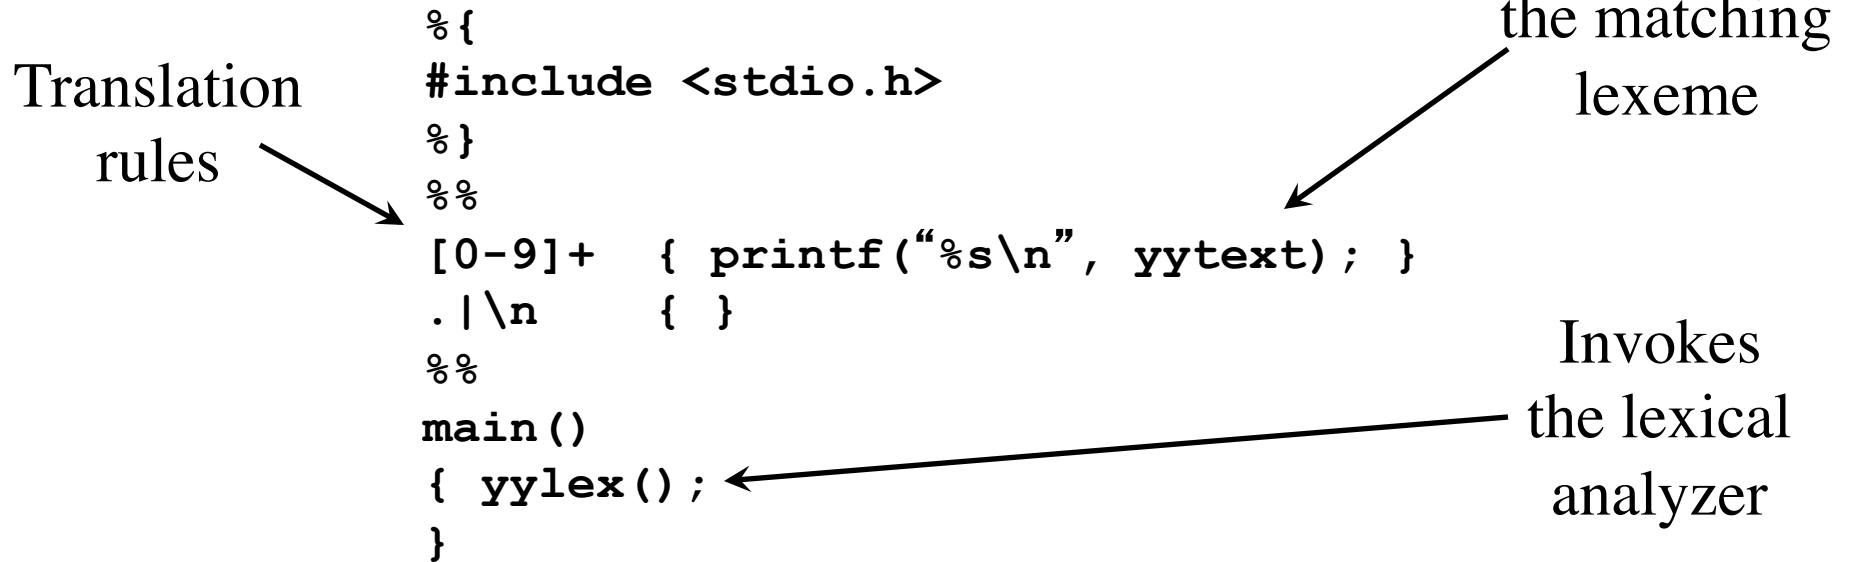 %{
#include <stdio.h>
%}
%%
[0-9]+ { printf(“%s\n”, yytext); }
.|\n { }
%%
main()
{ yylex();
}
Translation
rules
the matching
lexeme
Invokes
the lexical
analyzer